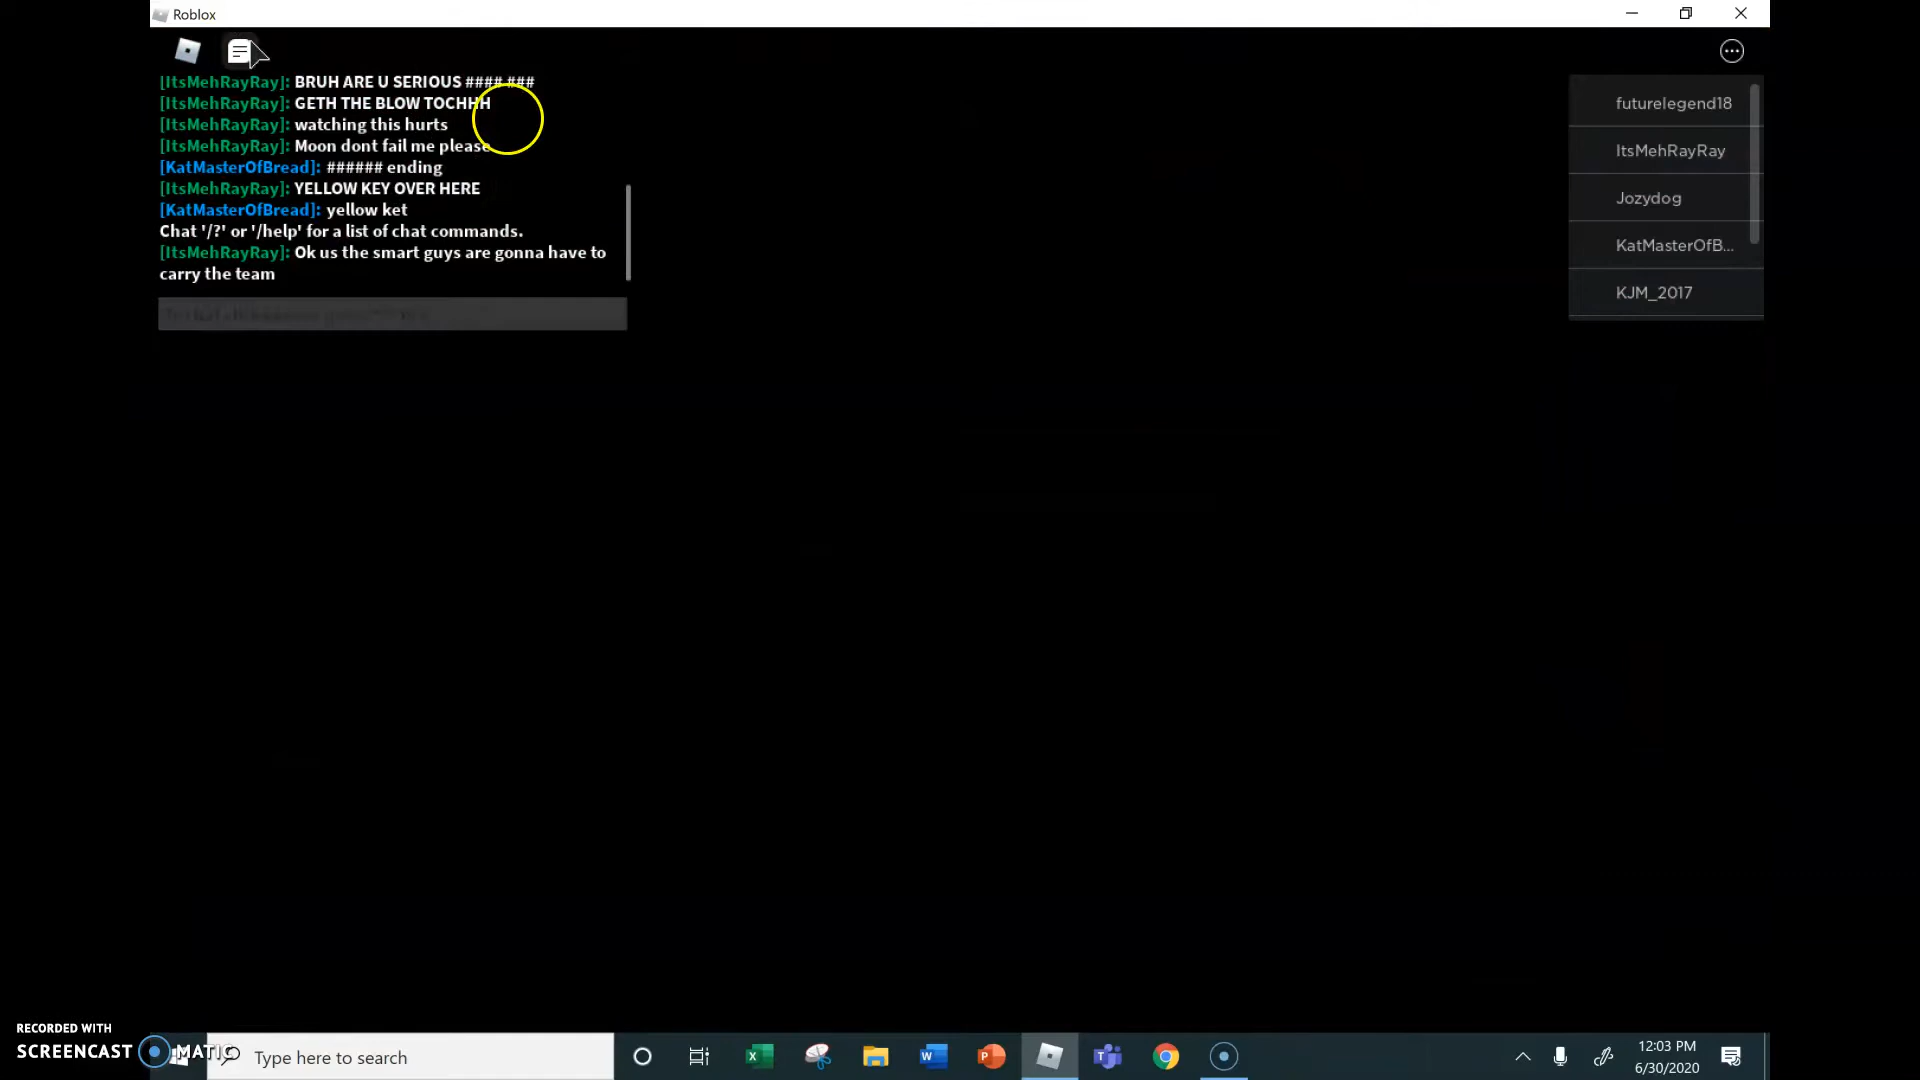 Roblox
[ItsMehRayRay]: BRUH ARE U SERIOUS #### ###
[ItsMehRayRay]: GETH THE BLOW TOCHHH
[ItsMehRayRay]: watching this hurts
[ItsMehRayRay]: Moon dont fail me please
[KatMasterOfBread]: ###### ending
[ItsMehRayRay]: YELLOW KEY OVER HERE
[KatMasterOfBread]: yellow ket
Chat '/?' or '/help' for a list of chat commands.
[ItsMehRayRay]: Ok us the smart guys are gonna have to
carry the team
futurelegend18
ItsMehRayRay
Jozydog
KatMasterOfB...
KJM_2017
RECORDED WITH
SCREENCAST MATIC
Type here to search
12:03 PM
6/30/2020